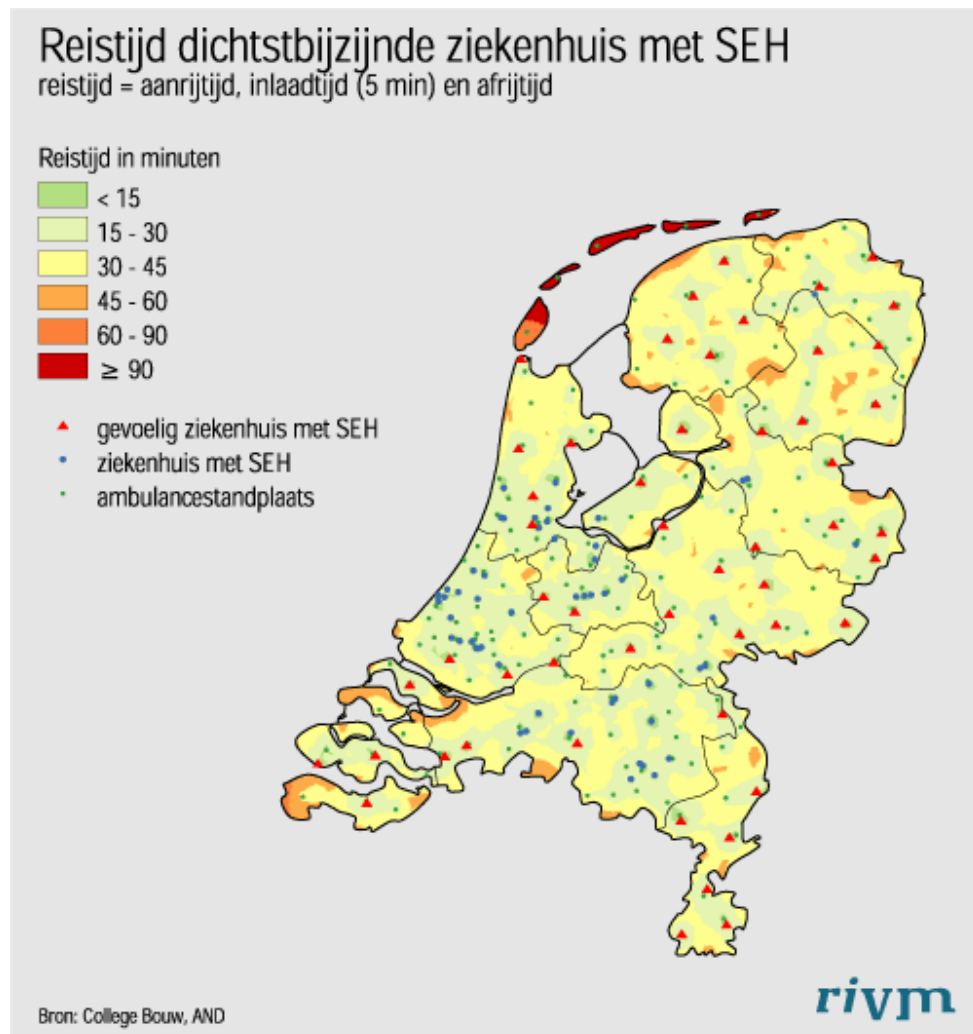 Reistijd dichtstbijzijnde ziekenhuis met SEH
reistijd = aanrijtijd, inlaadtijd (5 min) en afrijtijd
Reistijd in minuten
< 15
15 - 30
30 - 45
45 - 60
60 - 90
≥ 90
gevoelig ziekenhuis met SEH
ziekenhuis met SEH
ambulancestandplaats
Bron: College Bouw, AND
rivm